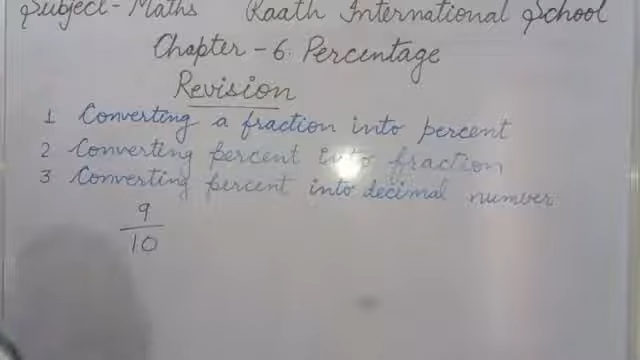 Subject - Maths Raath International School
Chapter - 6 Percentage
Revision
1 Converting a fraction into percent
2 Converting percent into fraction
3 Converting percent into decimal number
9
10